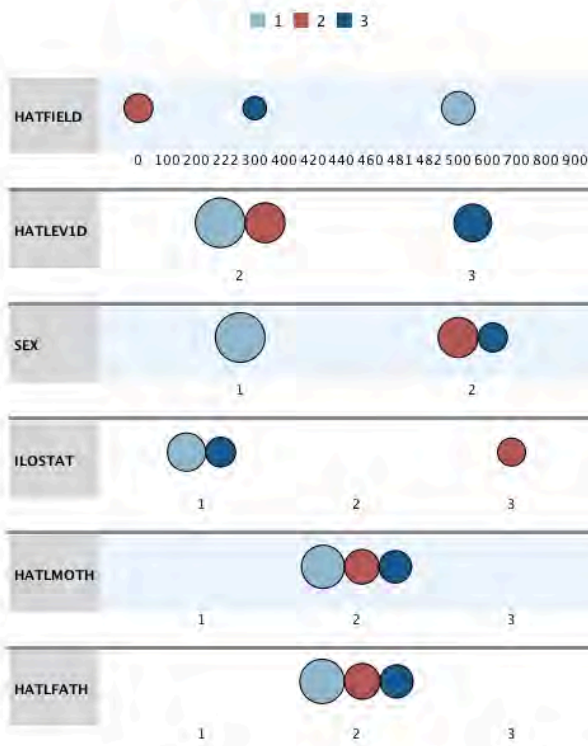 1 2 3
HATFIELD
0 100 200 222 300 400 420 440 460 481 482 500 600 700 800 900
HATLEV1D
2 3
SEX
1 2
ILOSTAT
1 2 3
HATLMOTH
1 2 3
HATLFATH
1 2 3